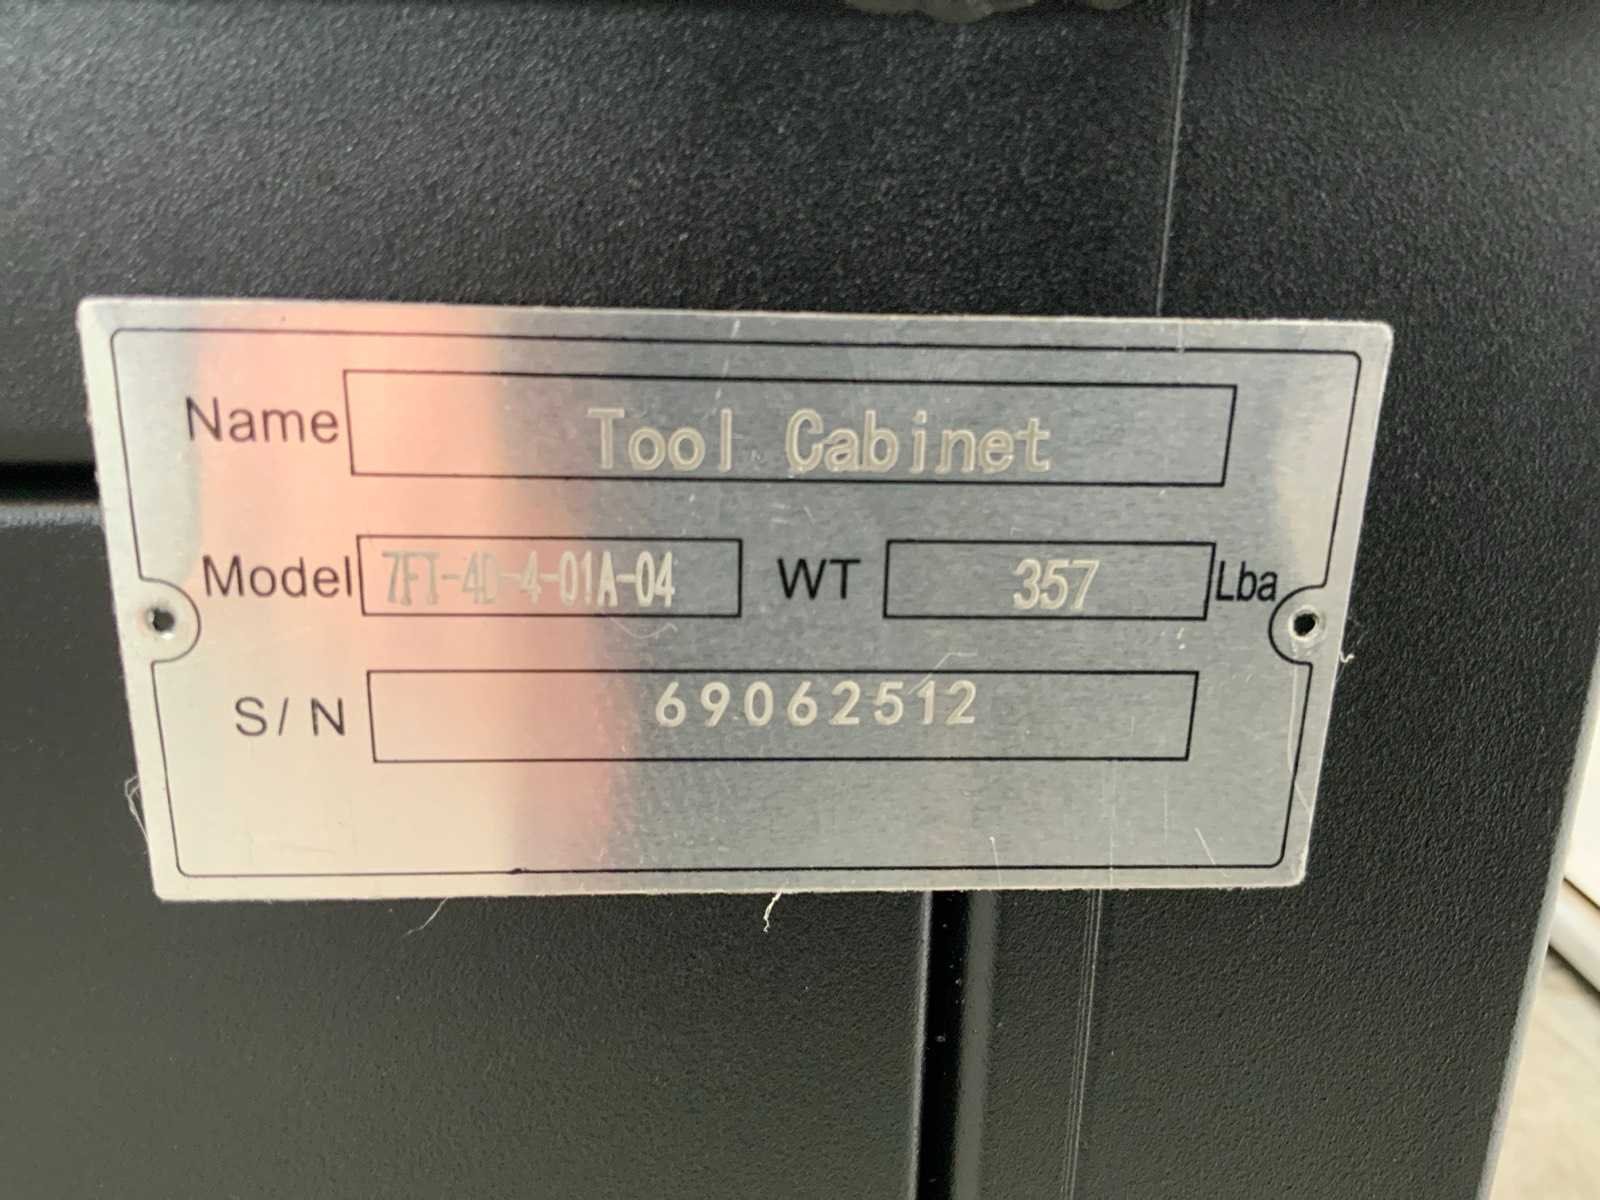 Name Tool Cabinet
Model 7FT-4D-4-01A-04 WT 357 Lba
S/N 69062512